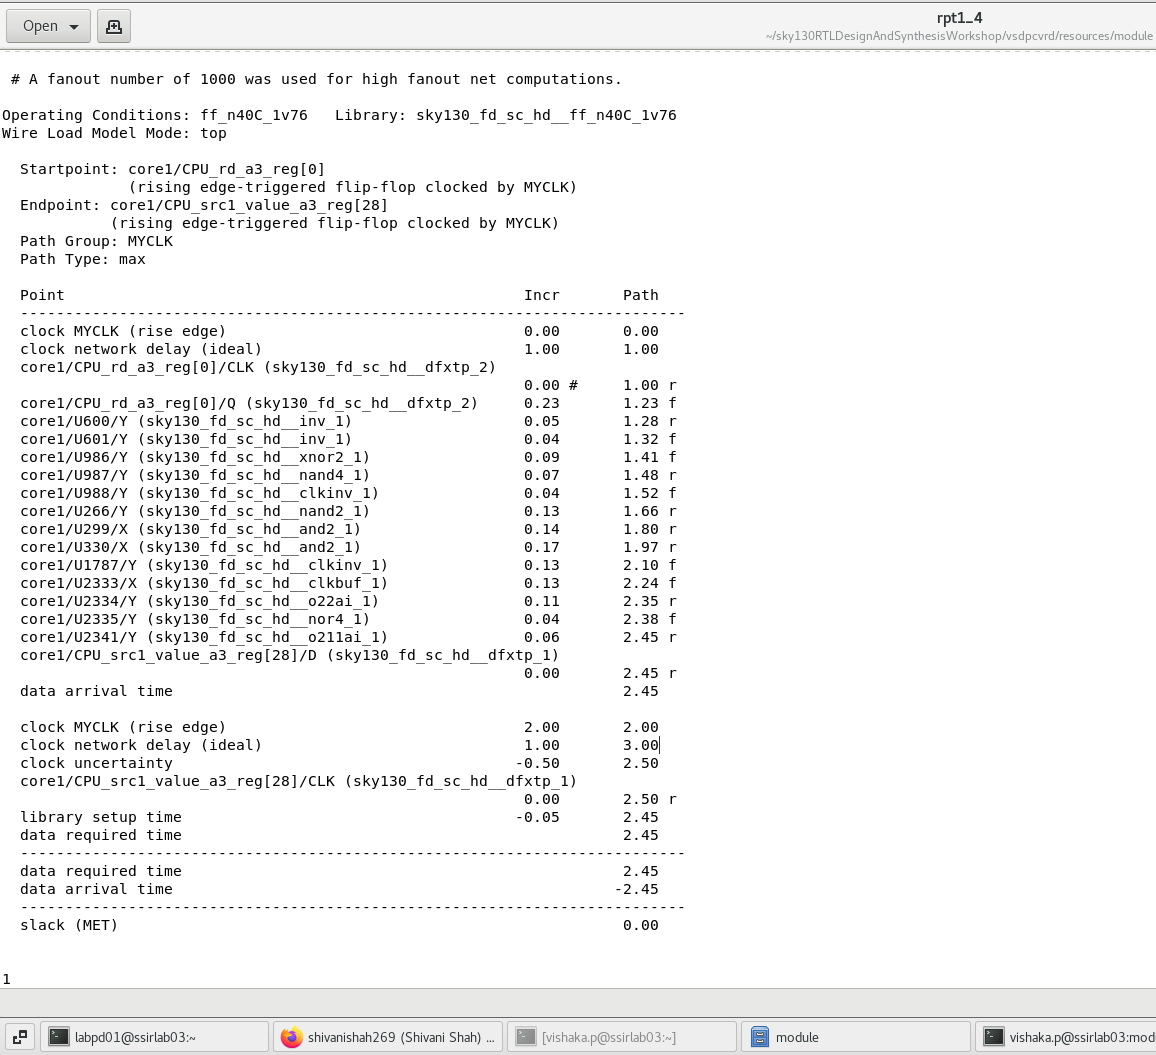 Open
rpt1_4
~/sky130RTLDesignAndSynthesisWorkshop/vsdpcvrd/resources/module
# A fanout number of 1000 was used for high fanout net computations.
Operating Conditions: ff_n40C_1v76   Library: sky130_fd_sc_hd__ff_n40C_1v76
Wire Load Model Mode: top
Startpoint: core1/CPU_rd_a3_reg[0]
(rising edge-triggered flip-flop clocked by MYCLK)
Endpoint: core1/CPU_src1_value_a3_reg[28]
(rising edge-triggered flip-flop clocked by MYCLK)
Path Group: MYCLK
Path Type: max
Point                                                   Incr       Path
--------------------------------------------------------------------------
clock MYCLK (rise edge)                                 0.00       0.00
clock network delay (ideal)                             1.00       1.00
core1/CPU_rd_a3_reg[0]/CLK (sky130_fd_sc_hd__dfxtp_2)
0.00 #     1.00 r
core1/CPU_rd_a3_reg[0]/Q (sky130_fd_sc_hd__dfxtp_2)     0.23       1.23 f
core1/U600/Y (sky130_fd_sc_hd__inv_1)                   0.05       1.28 r
core1/U601/Y (sky130_fd_sc_hd__inv_1)                   0.04       1.32 f
core1/U986/Y (sky130_fd_sc_hd__xnor2_1)                 0.09       1.41 f
core1/U987/Y (sky130_fd_sc_hd__nand4_1)                 0.07       1.48 r
core1/U988/Y (sky130_fd_sc_hd__clkinv_1)                0.04       1.52 f
core1/U266/Y (sky130_fd_sc_hd__nand2_1)                 0.13       1.66 r
core1/U299/X (sky130_fd_sc_hd__and2_1)                  0.14       1.80 r
core1/U330/X (sky130_fd_sc_hd__and2_1)                  0.17       1.97 r
core1/U1787/Y (sky130_fd_sc_hd__clkinv_1)               0.13       2.10 f
core1/U2333/X (sky130_fd_sc_hd__clkbuf_1)               0.13       2.24 f
core1/U2334/Y (sky130_fd_sc_hd__o22ai_1)                0.11       2.35 r
core1/U2335/Y (sky130_fd_sc_hd__nor4_1)                 0.04       2.38 f
core1/U2341/Y (sky130_fd_sc_hd__o211ai_1)               0.06       2.45 r
core1/CPU_src1_value_a3_reg[28]/D (sky130_fd_sc_hd__dfxtp_1)
0.00       2.45 r
data arrival time                                                  2.45
clock MYCLK (rise edge)                                 2.00       2.00
clock network delay (ideal)                             1.00       3.00
clock uncertainty                                      -0.50       2.50
core1/CPU_src1_value_a3_reg[28]/CLK (sky130_fd_sc_hd__dfxtp_1)
0.00       2.50 r
library setup time                                     -0.05       2.45
data required time                                                 2.45
--------------------------------------------------------------------------
data required time                                                 2.45
data arrival time                                                 -2.45
--------------------------------------------------------------------------
slack (MET)                                                        0.00
1
labpd01@ssirlab03:~
shivanishah269 (Shivani Shah) ...
[vishaka.p@ssirlab03:~]
module
vishaka.p@ssirlab03:mod